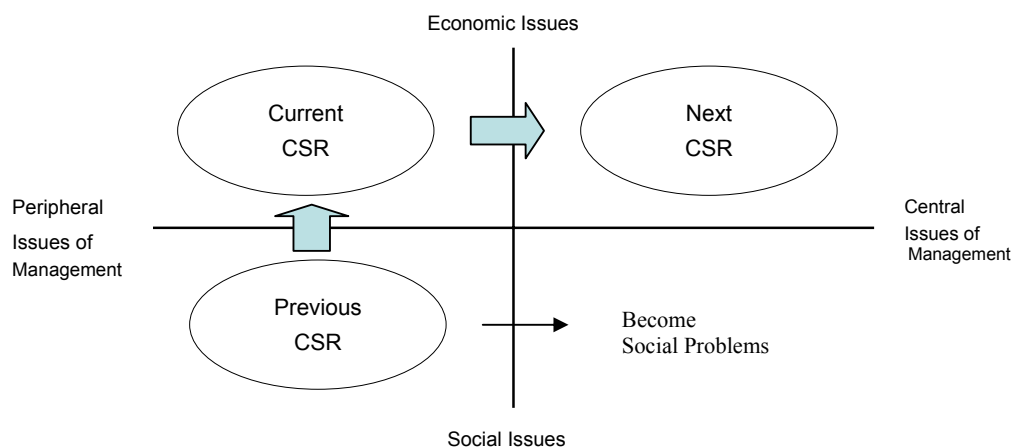 Economic Issues
Current
CSR
Next
CSR
Peripheral
Issues of
Management
Central
Issues of
Management
Previous
CSR
Become
Social Problems
Social Issues